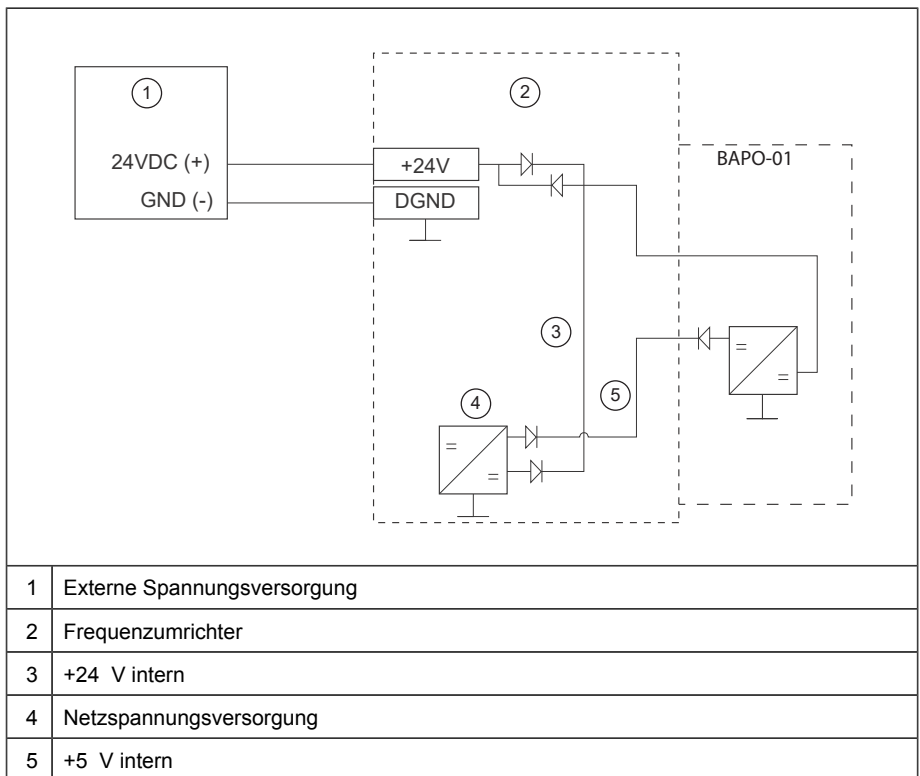 1
2
24VDC (+)
+24V
BAPO-01
GND (-)
DGND
3
5
4
=
=
=
=
1 Externe Spannungsversorgung
2 Frequenzumrichter
3 +24 V intern
4 Netzspannungsversorgung
5 +5 V intern